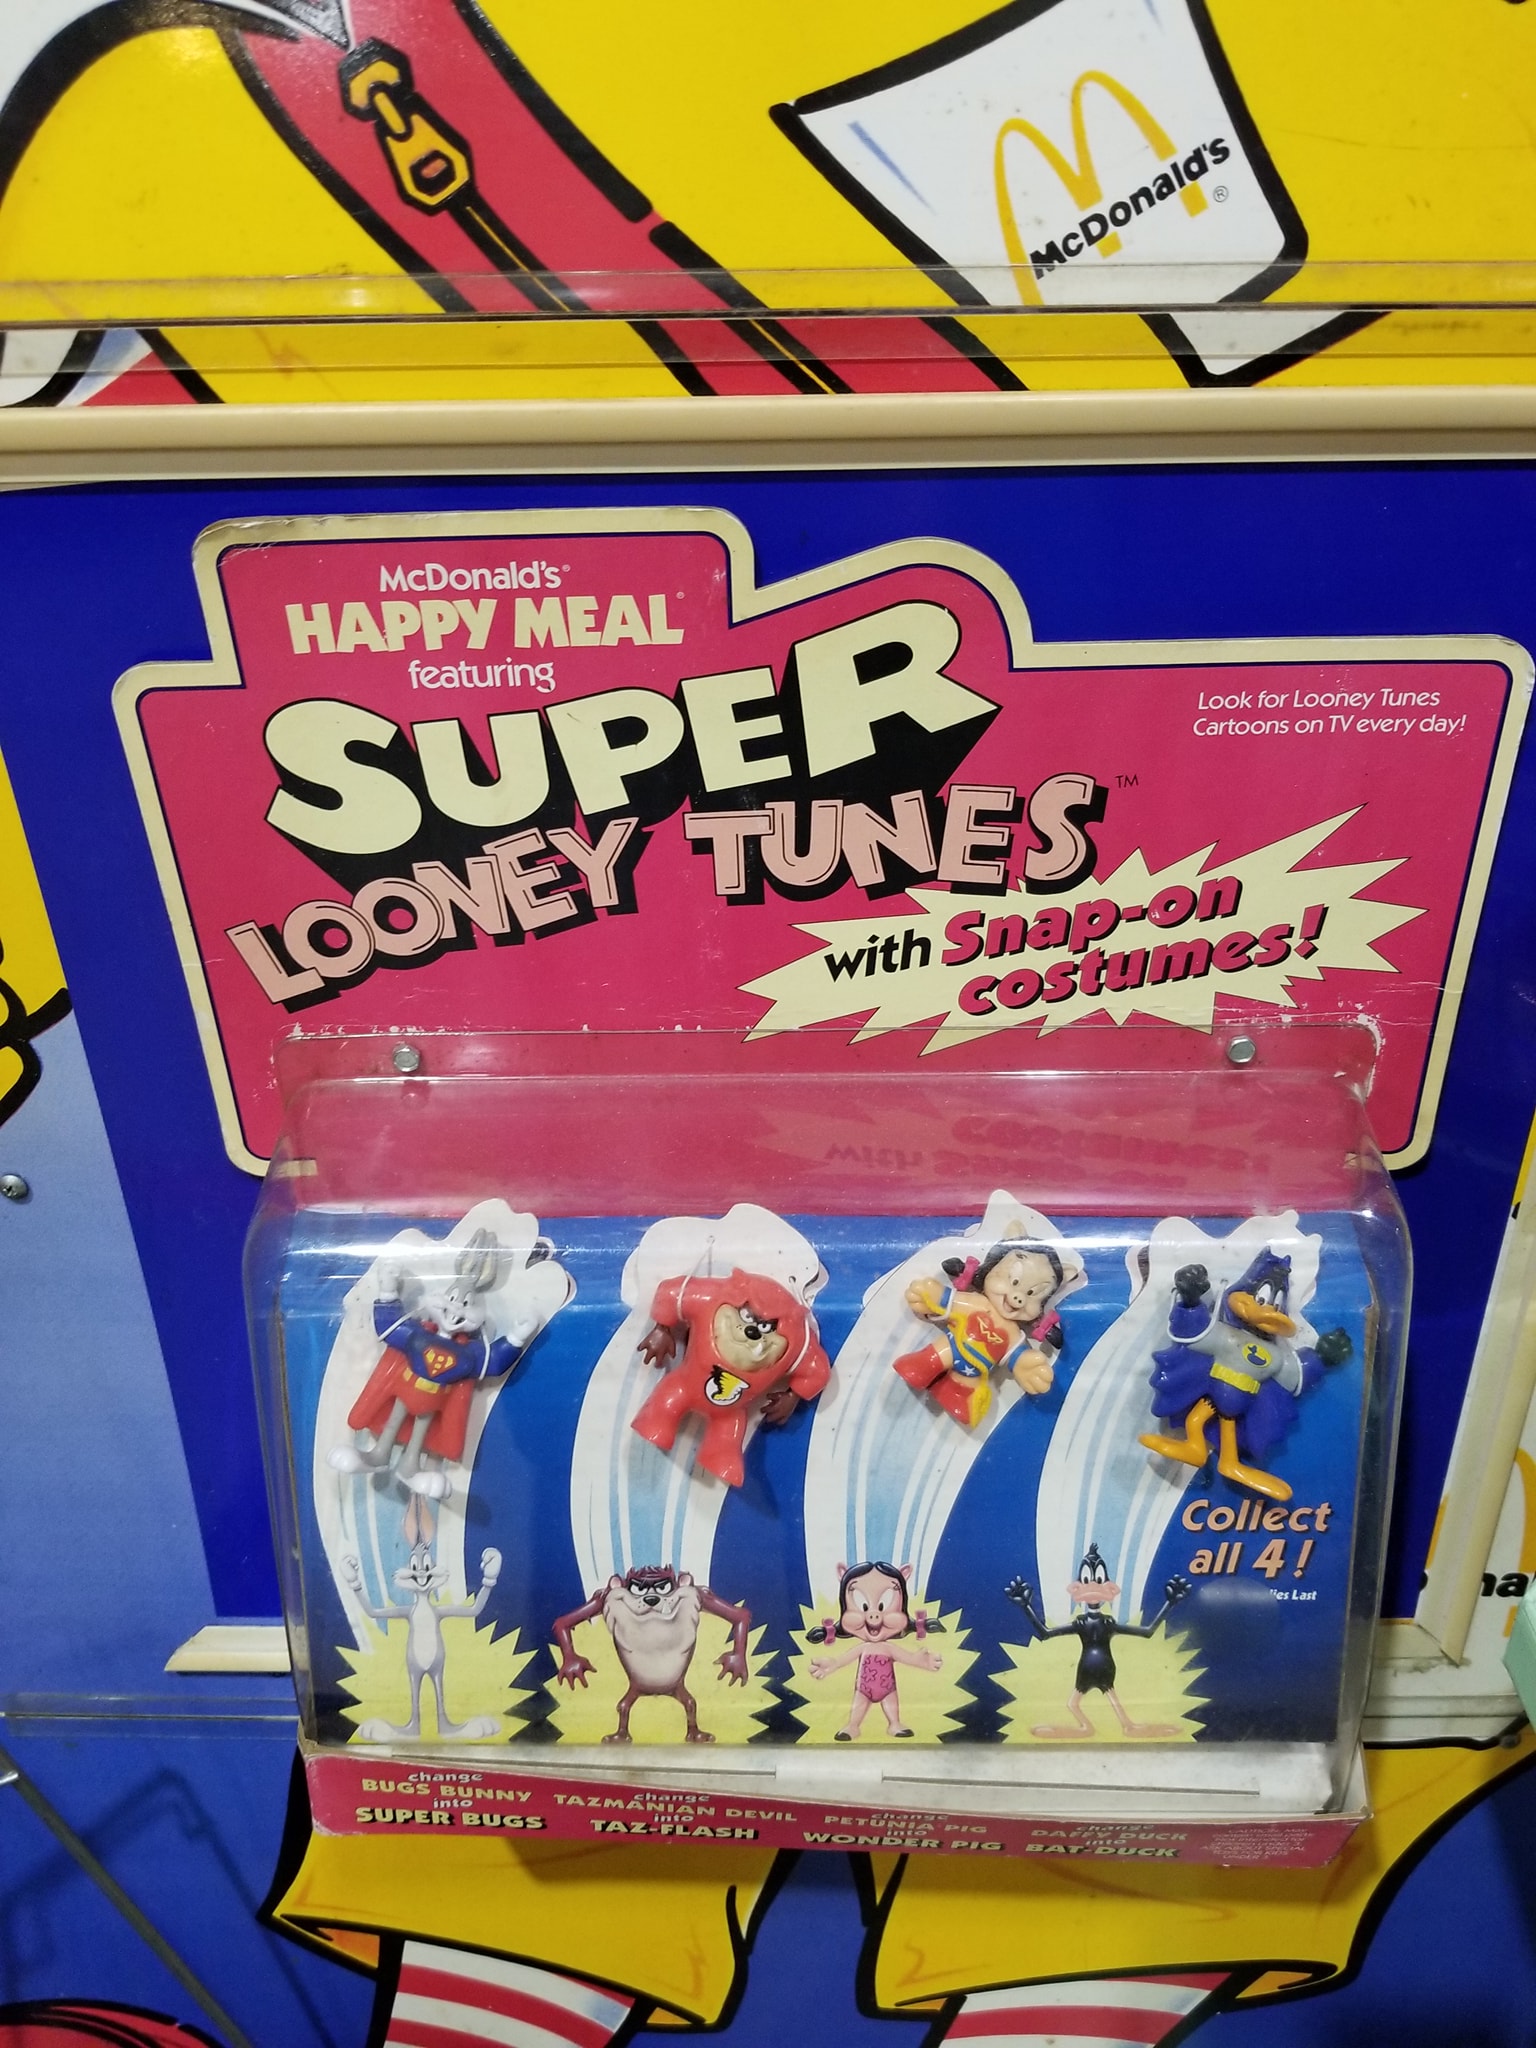 McDonald's®
McDonald's®
HAPPY MEAL®
featuring
SUPER
LOONEY TUNES™
Look for Looney Tunes
Cartoons on TV every day!
with Snap-on
costumes!
Collect
all 4!
Last
change
BUGS BUNNY
into
SUPER BUGS
change
TAZMANIAN DEVIL
into
TAZ-FLASH
change
PETUNIA PIG
into
WONDER PIG
change
DAFFY DUCK
into
BAT-DUCK